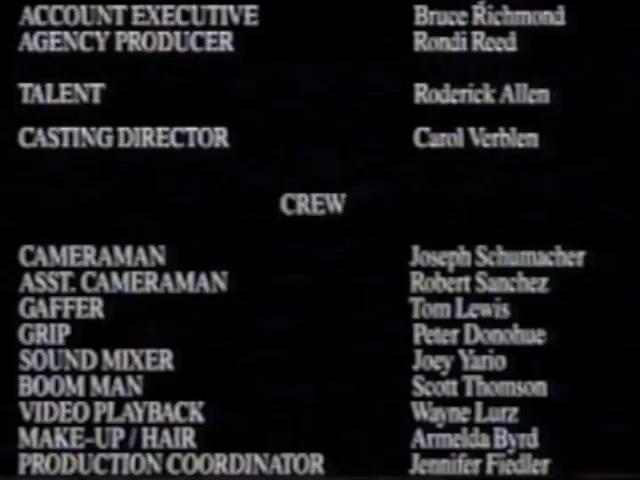 ACCOUNT EXECUTIVE Bruce Richmond
AGENCY PRODUCER Rondi Reed
TALENT Roderick Allen
CASTING DIRECTOR Carol Verblen
CREW
CAMERAMAN Joseph Schumacher
ASST. CAMERAMAN Robert Sanchez
GAFFER Tom Lewis
GRIP Peter Donohue
SOUND MIXER Joey Yario
BOOM MAN Scott Thomson
VIDEO PLAYBACK Wayne Lurz
MAKE-UP / HAIR Armelda Byrd
PRODUCTION COORDINATOR Jennifer Fiedler